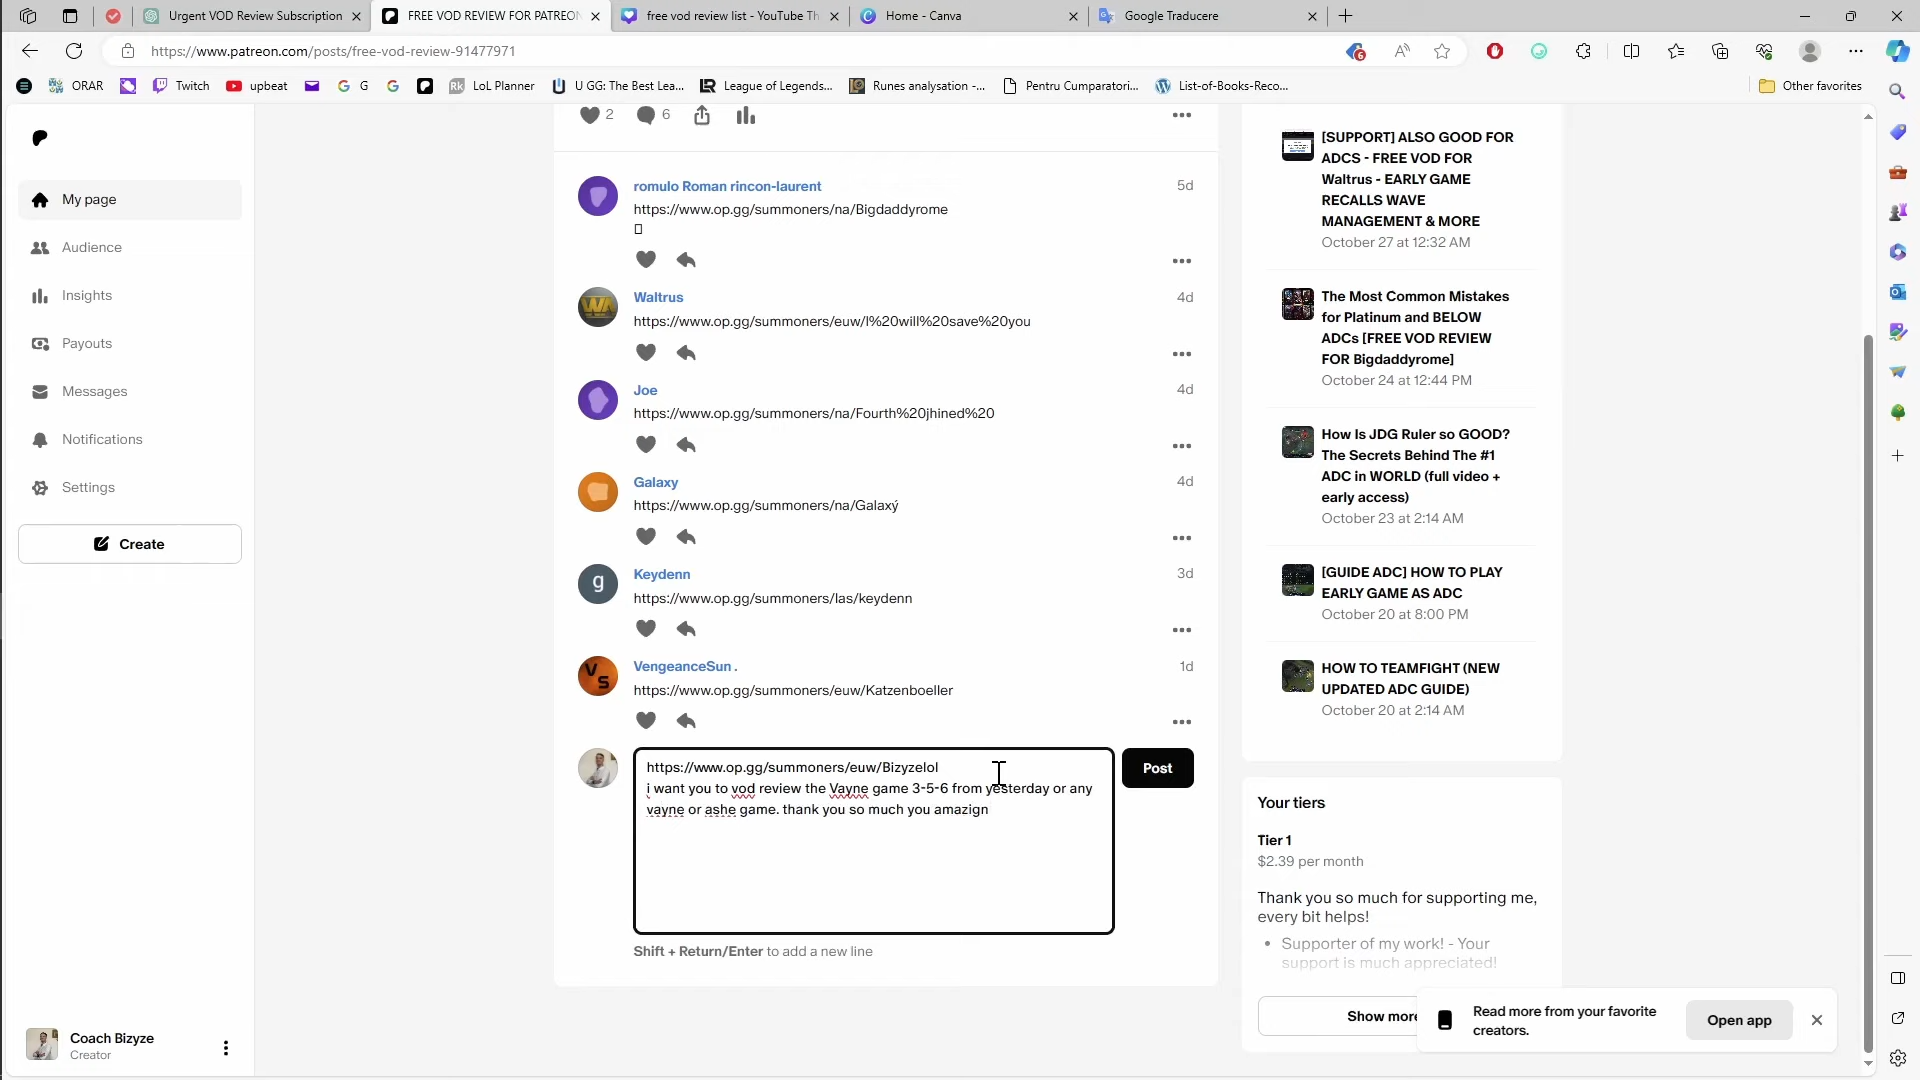 Urgent VOD Review Subscription
FREE VOD REVIEW FOR PATREON
free vod review list - YouTube Th
Home - Canva
Google Traducere
https://www.patreon.com/posts/free-vod-review-91477971
6
ORAR
Twitch
upbeat
G
LoL Planner
U GG: The Best Lea...
League of Legends...
Runes analysation -...
Pentru Cumparatori...
List-of-Books-Reco...
Other favorites
My page
Audience
Insights
Payouts
Messages
Notifications
Settings
Create
Coach Bizyze
Creator
2
6
romulo Roman rincon-laurent
5d
https://www.op.gg/summoners/na/Bigdaddyrome
Waltrus
4d
https://www.op.gg/summoners/euw/I%20will%20save%20you
Joe
4d
https://www.op.gg/summoners/na/Fourth%20jhined%20
Galaxy
4d
https://www.op.gg/summoners/na/Galaxý
g
Keydenn
3d
https://www.op.gg/summoners/las/keydenn
VS
VengeanceSun .
1d
https://www.op.gg/summoners/euw/Katzenboeller
https://www.op.gg/summoners/euw/Bizyzelol
i want you to vod review the Vayne game 3-5-6 from yesterday or any
vayne or ashe game. thank you so much you amazign
Post
Shift + Return/Enter to add a new line
[SUPPORT] ALSO GOOD FOR
ADCS - FREE VOD FOR
Waltrus - EARLY GAME
RECALLS WAVE
MANAGEMENT & MORE
October 27 at 12:32 AM
The Most Common Mistakes
for Platinum and BELOW
ADCs [FREE VOD REVIEW
FOR Bigdaddyrome]
October 24 at 12:44 PM
How Is JDG Ruler so GOOD?
The Secrets Behind The #1
ADC in WORLD (full video +
early access)
October 23 at 2:14 AM
[GUIDE ADC] HOW TO PLAY
EARLY GAME AS ADC
October 20 at 8:00 PM
HOW TO TEAMFIGHT (NEW
UPDATED ADC GUIDE)
October 20 at 2:14 AM
Your tiers
Tier 1
$2.39 per month
Thank you so much for supporting me,
every bit helps!
• Supporter of my work! - Your
support is much appreciated!
Show more
Read more from your favorite
creators.
Open app